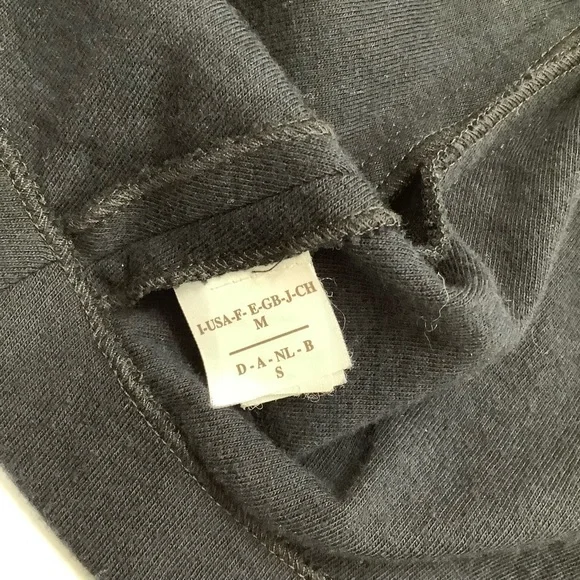 I-USA-F-E-GB-J-CH
M
D-A-NL-B
S